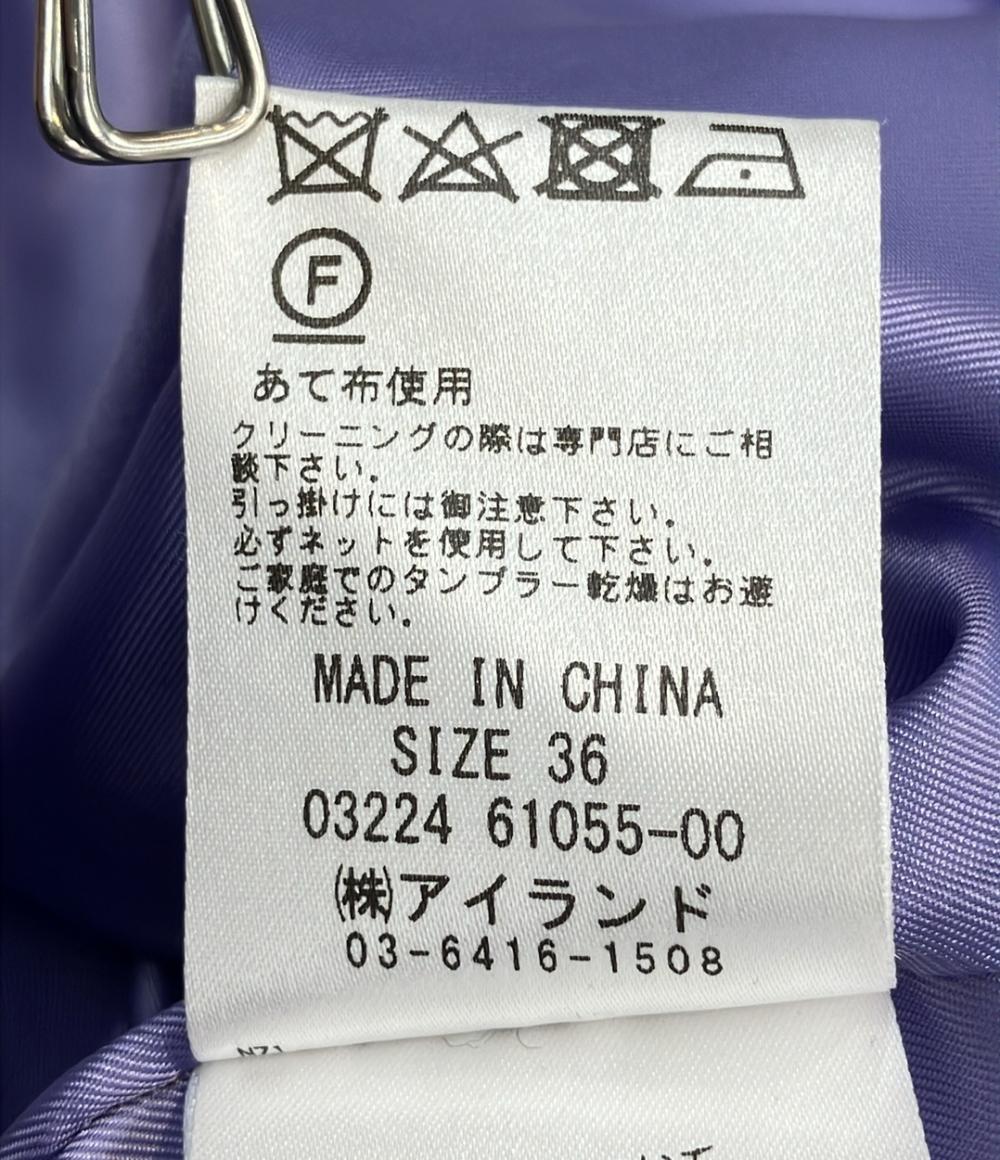 F
あて布使用
クリーニングの際は専門店にご相
談下さい。
引っ掛けには御注意下さい。
必ずネットを使用して下さい。
ご家庭でのタンブラー乾燥はお避
けください。
MADE IN CHINA
SIZE 36
03224 61055-00
㈱アイランド
03-6416-1508